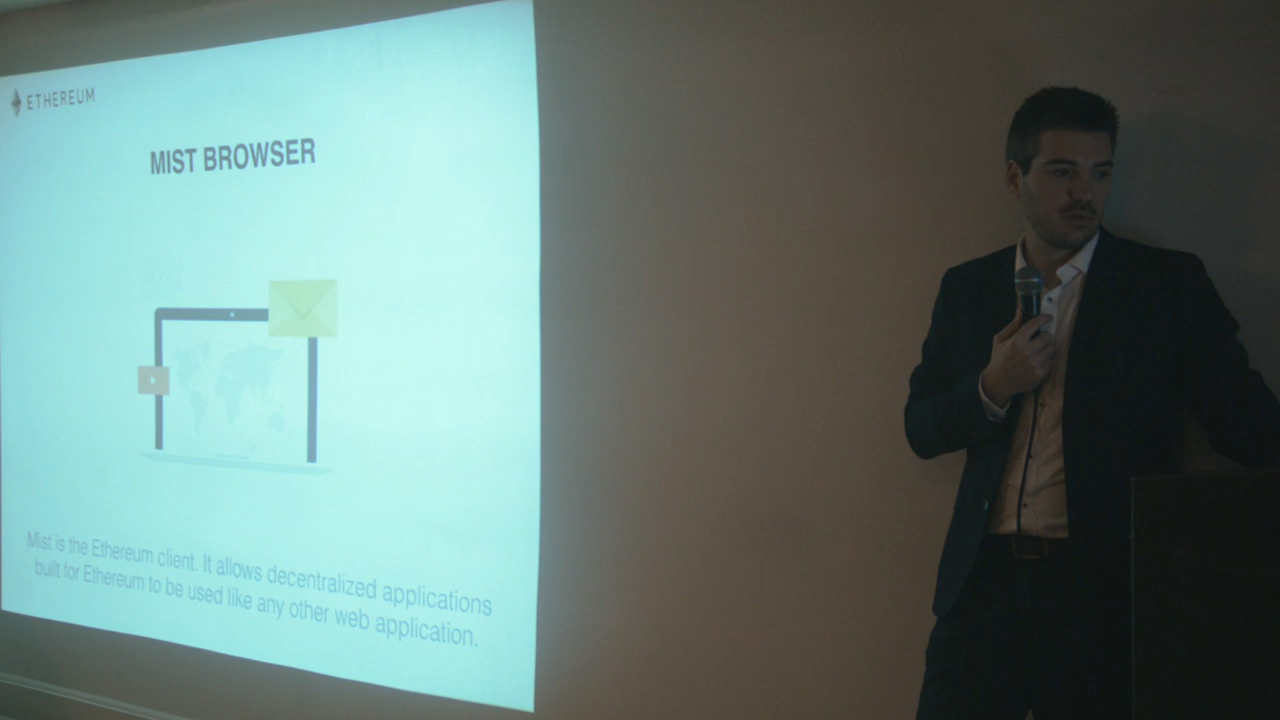 ETHEREUM
MIST BROWSER
Mist is the Ethereum client. It allows decentralized applications
built for Ethereum to be used like any other web application.